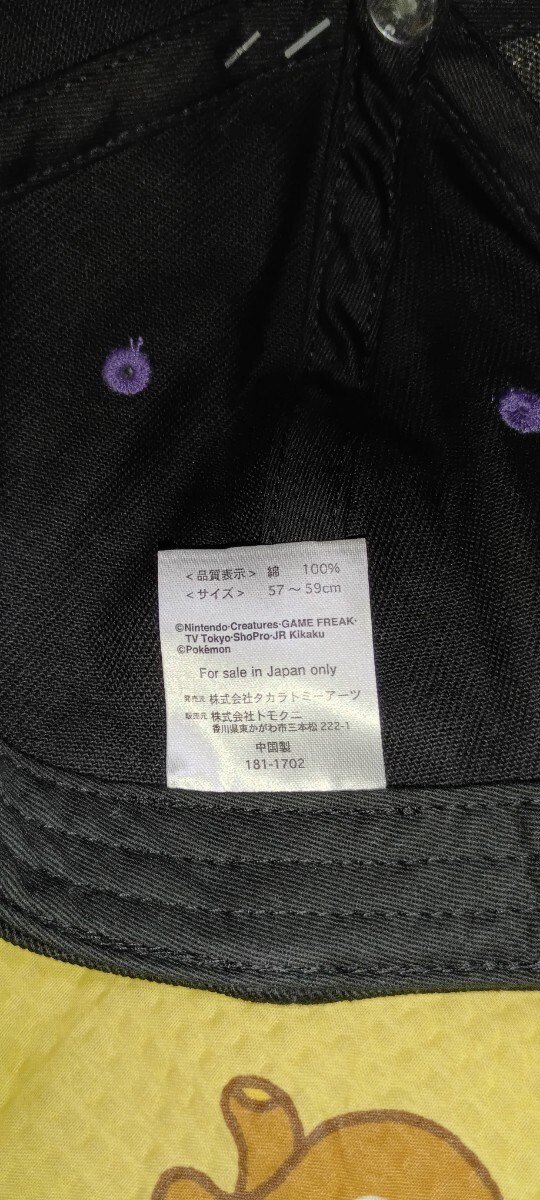 <品質表示> 綿 100%
<サイズ> 57～59cm
©Nintendo·Creatures·GAME FREAK·
TV Tokyo·ShoPro·JR Kikaku
©Pokémon
For sale in Japan only
発売元 株式会社タカラトミーアーツ
販売元 株式会社トモクニ
香川県東かがわ市三本松 222-1
中国製
181-1702